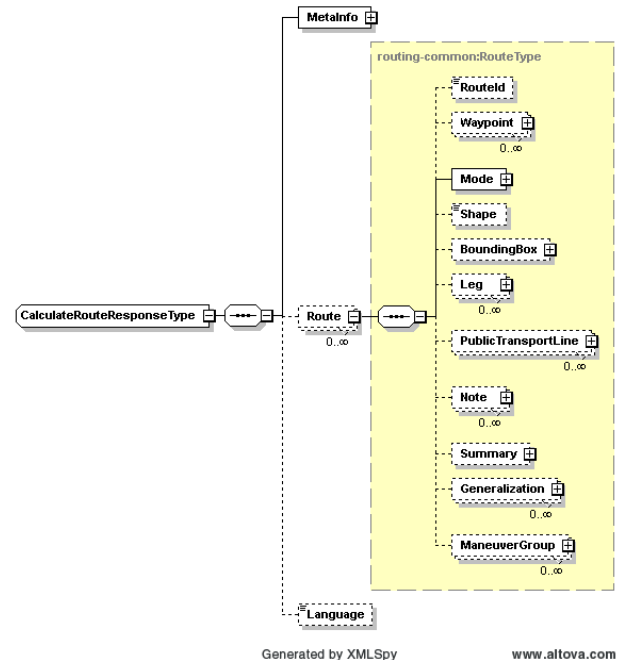 MetaInfo
routing-common:RouteType
RouteId
Waypoint
0..∞
Mode
Shape
BoundingBox
Leg
0..∞
CalculateRouteResponseType
Route
0..∞
PublicTransportLine
0..∞
Note
0..∞
Summary
Generalization
0..∞
ManeuverGroup
0..∞
Language
Generated by XMLSpy
www.altova.com